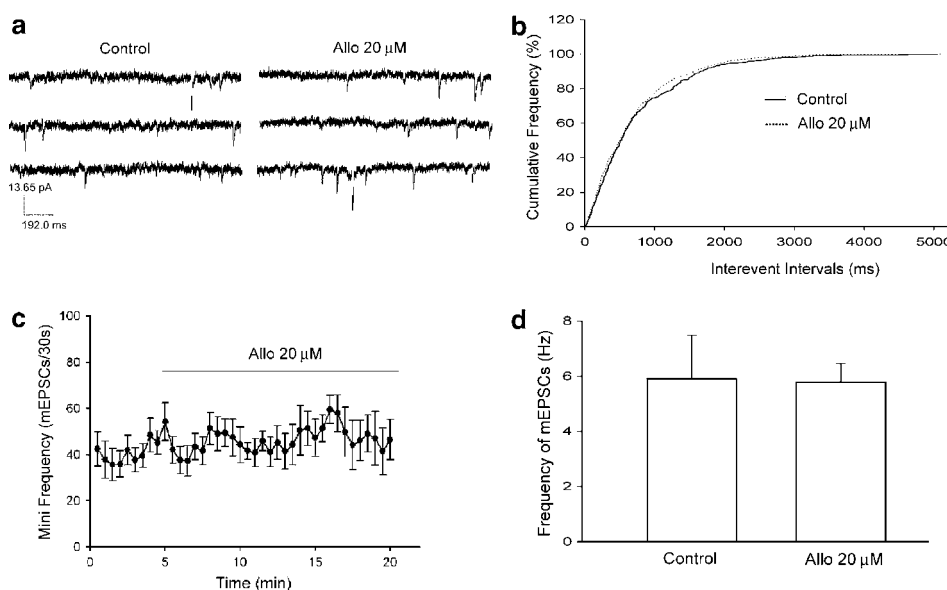 a
Control
Allo 20 μM
13.65 pA
192.0 ms
b
Cumulative Frequency (%)
120
100
80
60
40
20
0
0 1000 2000 3000 4000 5000
Interevent Intervals (ms)
Control
Allo 20 μM
c
Mini Frequency (mEPSCs/30s)
100
80
60
40
20
0
0 5 10 15 20
Time (min)
Allo 20 μM
d
Frequency of mEPSCs (Hz)
8
6
4
2
0
Control
Allo 20 μM